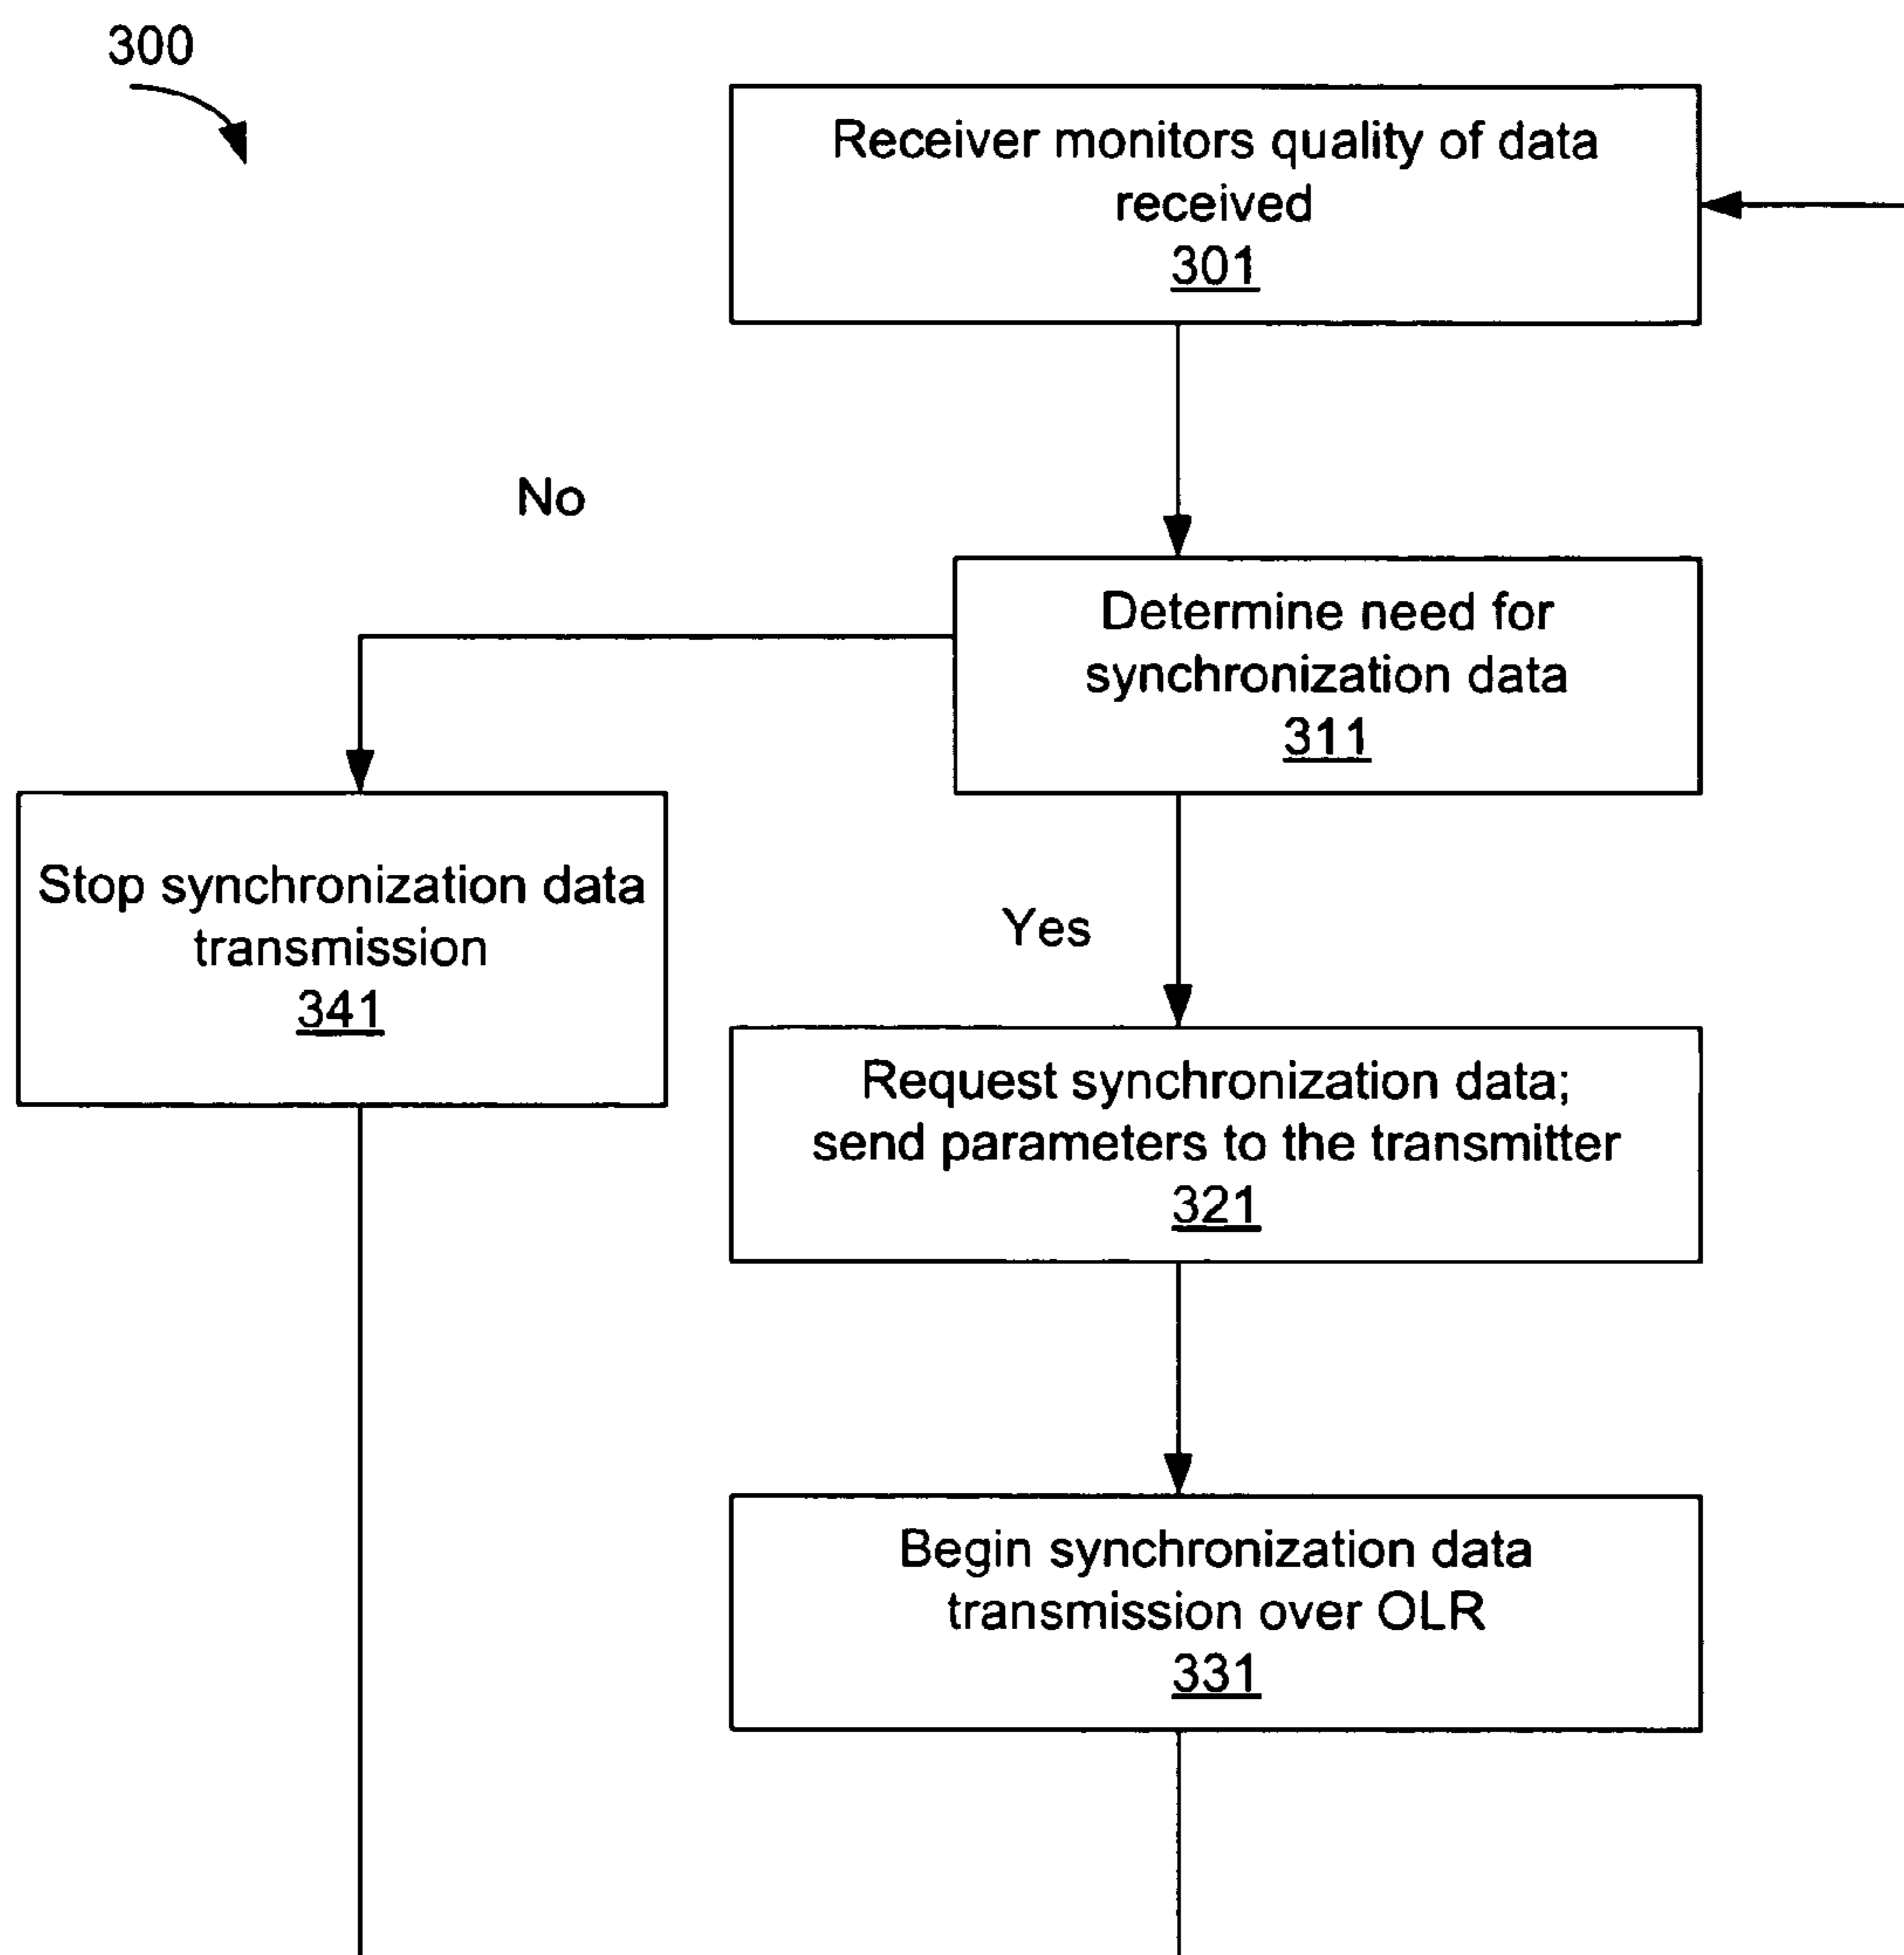 300
Receiver monitors quality of data
received
301
No
Determine need for
synchronization data
311
Stop synchronization data
transmission
341
Yes
Request synchronization data;
send parameters to the transmitter
321
Begin synchronization data
transmission over OLR
331